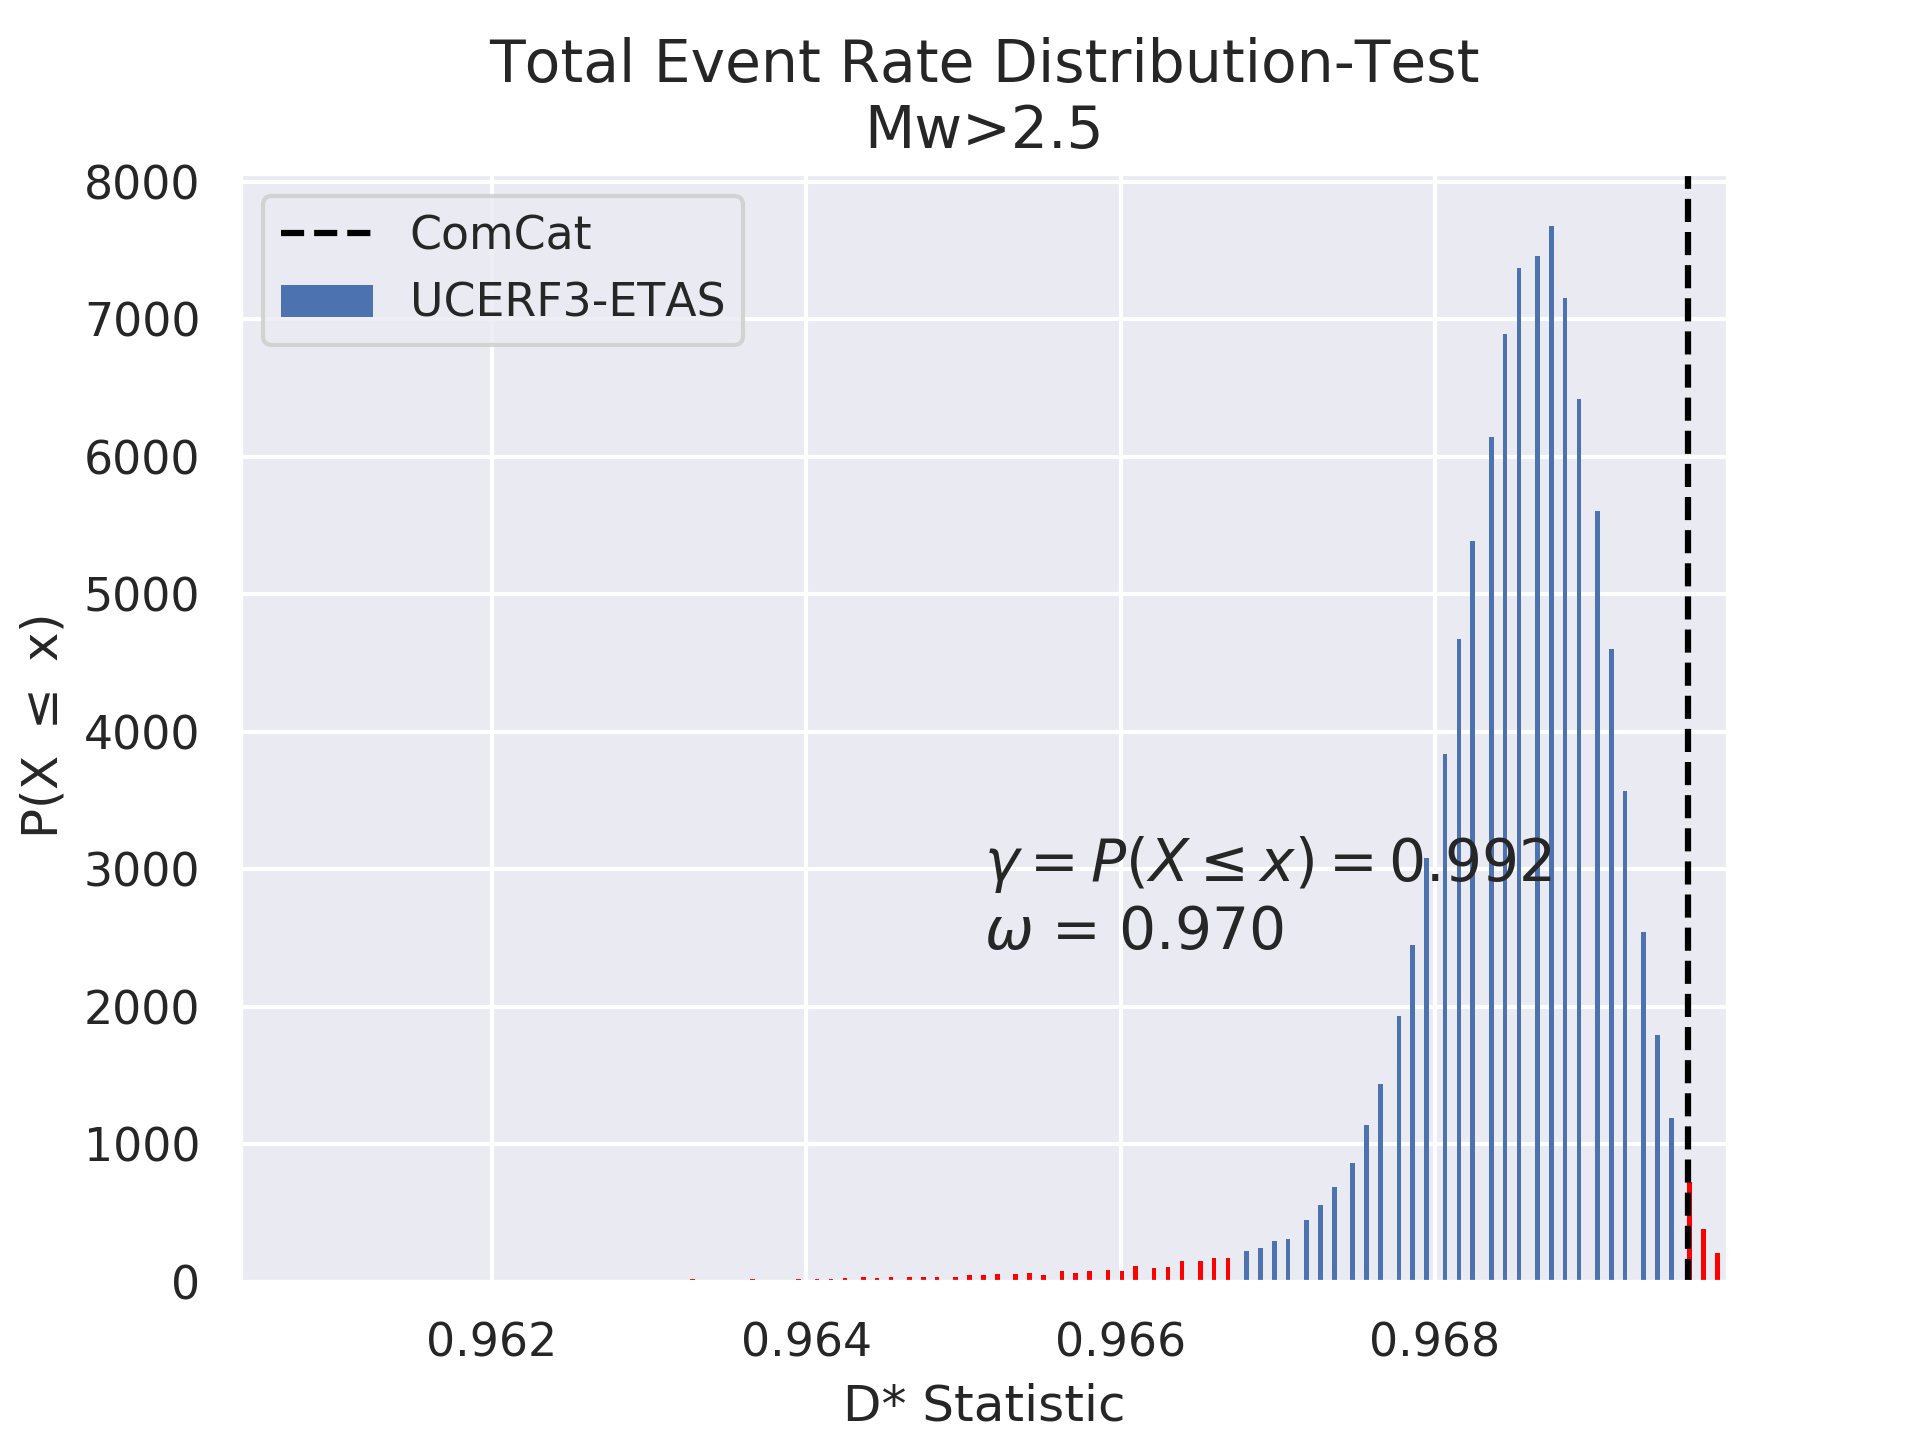 Total Event Rate Distribution-Test
Mw>2.5
8000
7000
6000
5000
4000
3000
2000
1000
0
P(X ≤ x)
ComCat
UCERF3-ETAS
γ = P(X ≤ x) = 0.992
ω = 0.970
0.962 0.964 0.966 0.968
D* Statistic